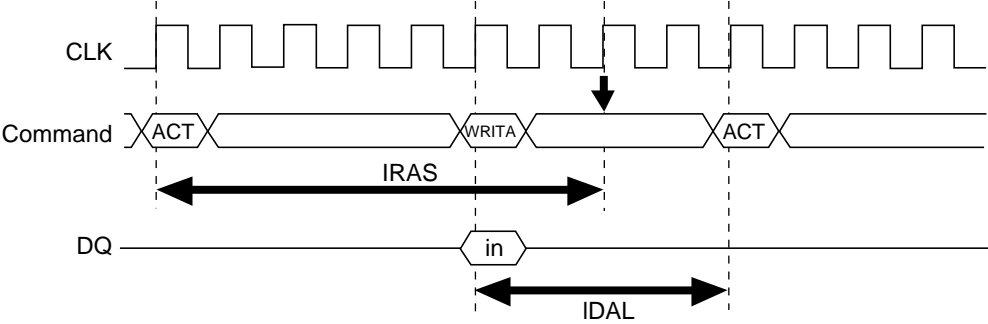 CLK
Command ACT WRITA ACT
IRAS
DQ in
IDAL